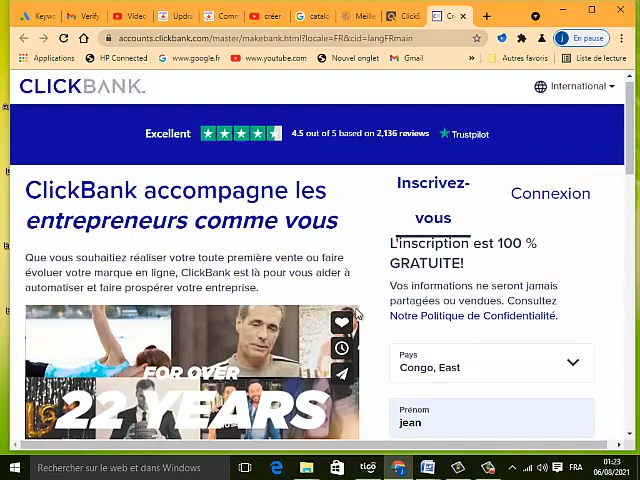 Keyw
M Verify
Vidéo
Updra
Comm
créer
catalo
Meille
ClickB
Cr
accounts.clickbank.com/master/makebank.html?locale=FR&cid=langFRmain
j En pause
Applications
HP Connected
www.google.fr
www.youtube.com
Nouvel onglet
Gmail
»
Autres favoris
Liste de lecture
CLICKBANK.
International
Excellent
4.5 out of 5 based on 2,136 reviews
Trustpilot
ClickBank accompagne les
entrepreneurs comme vous
Que vous souhaitiez réaliser votre toute première vente ou faire
évoluer votre marque en ligne, ClickBank est là pour vous aider à
automatiser et faire prospérer votre entreprise.
FOR OVER
22 YEARS
Inscrivez-
vous
Connexion
L'inscription est 100 %
GRATUITE!
Vos informations ne seront jamais
partagées ou vendues. Consultez
Notre Politique de Confidentialité.
Pays
Congo, East
Prénom
jean
Rechercher sur le web et dans Windows
tigo
FRA
01:23
06/08/2021